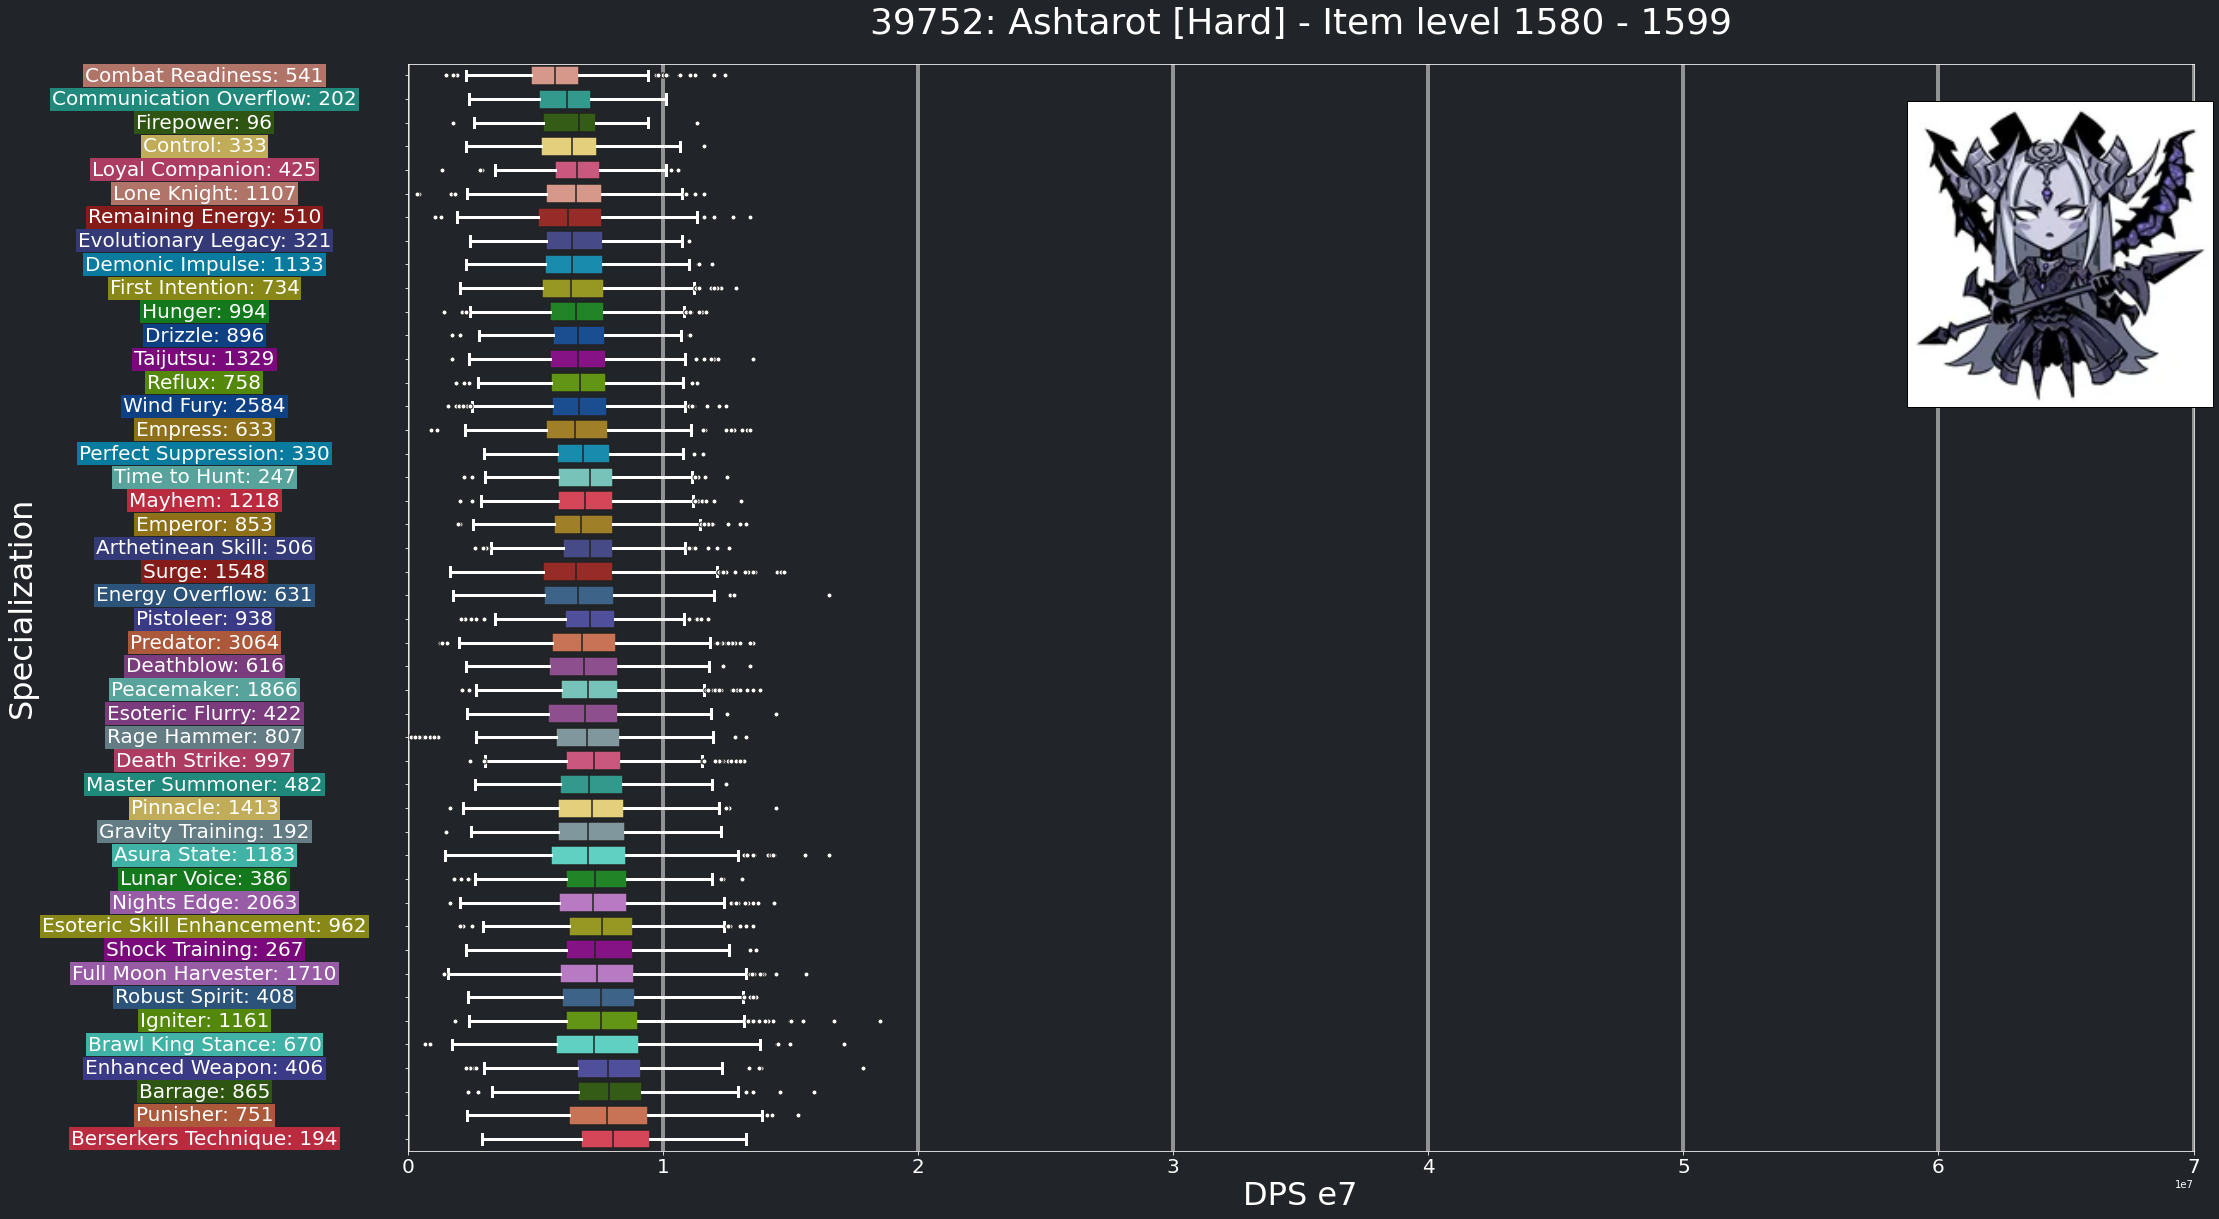 39752: Ashtarot [Hard] - Item level 1580 - 1599
Specialization
Combat Readiness: 541
Communication Overflow: 202
Firepower: 96
Control: 333
Loyal Companion: 425
Lone Knight: 1107
Remaining Energy: 510
Evolutionary Legacy: 321
Demonic Impulse: 1133
First Intention: 734
Hunger: 994
Drizzle: 896
Taijutsu: 1329
Reflux: 758
Wind Fury: 2584
Empress: 633
Perfect Suppression: 330
Time to Hunt: 247
Mayhem: 1218
Emperor: 853
Arthetinean Skill: 506
Surge: 1548
Energy Overflow: 631
Pistoleer: 938
Predator: 3064
Deathblow: 616
Peacemaker: 1866
Esoteric Flurry: 422
Rage Hammer: 807
Death Strike: 997
Master Summoner: 482
Pinnacle: 1413
Gravity Training: 192
Asura State: 1183
Lunar Voice: 386
Nights Edge: 2063
Esoteric Skill Enhancement: 962
Shock Training: 267
Full Moon Harvester: 1710
Robust Spirit: 408
Igniter: 1161
Brawl King Stance: 670
Enhanced Weapon: 406
Barrage: 865
Punisher: 751
Berserkers Technique: 194
0 1 2 3 4 5 6 7
1e7
DPS e7